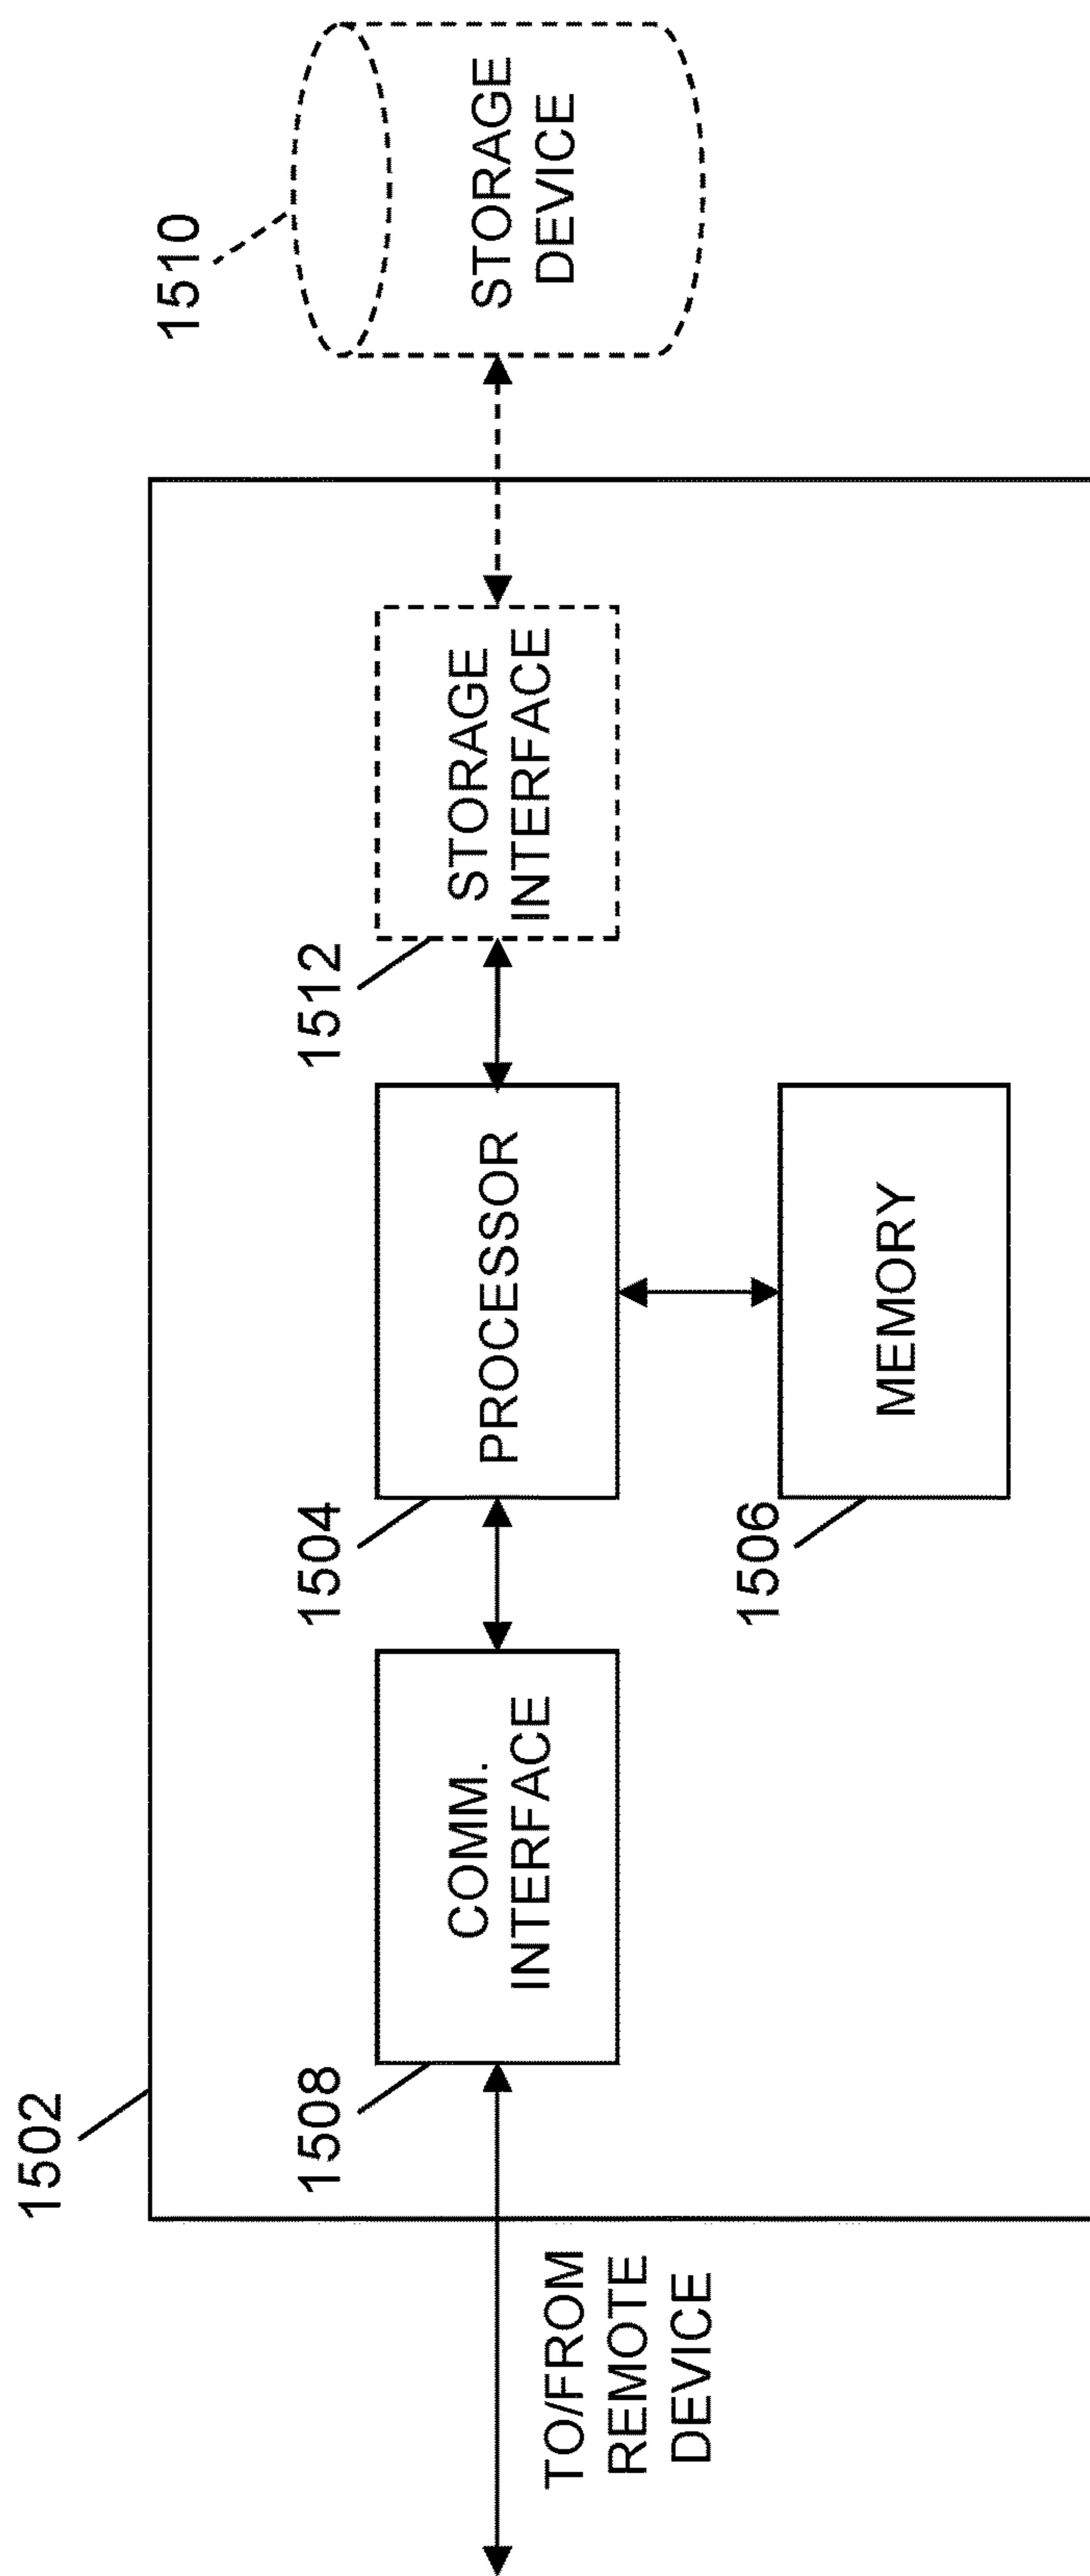 1502
1508
COMM.
INTERFACE
TO/FROM
REMOTE
DEVICE
1504
PROCESSOR
1506
MEMORY
1512
STORAGE
INTERFACE
1510
STORAGE
DEVICE